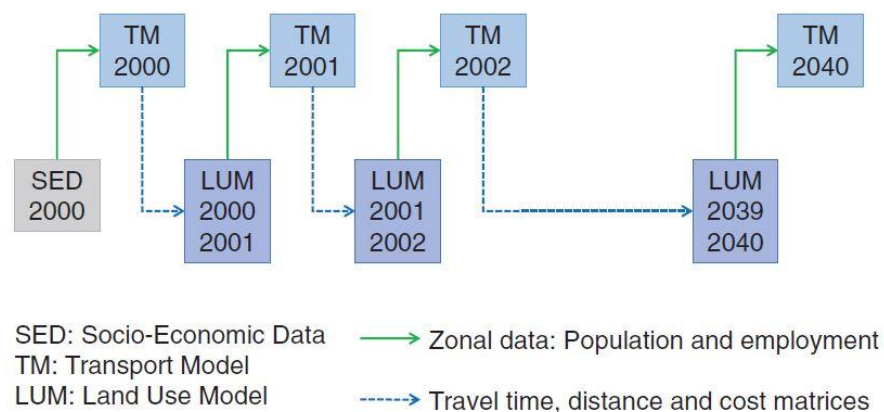 TM
2000
TM
2001
TM
2002
TM
2040
SED
2000
LUM
2000
2001
LUM
2001
2002
LUM
2039
2040
SED: Socio-Economic Data
TM: Transport Model
LUM: Land Use Model
Zonal data: Population and employment
Travel time, distance and cost matrices